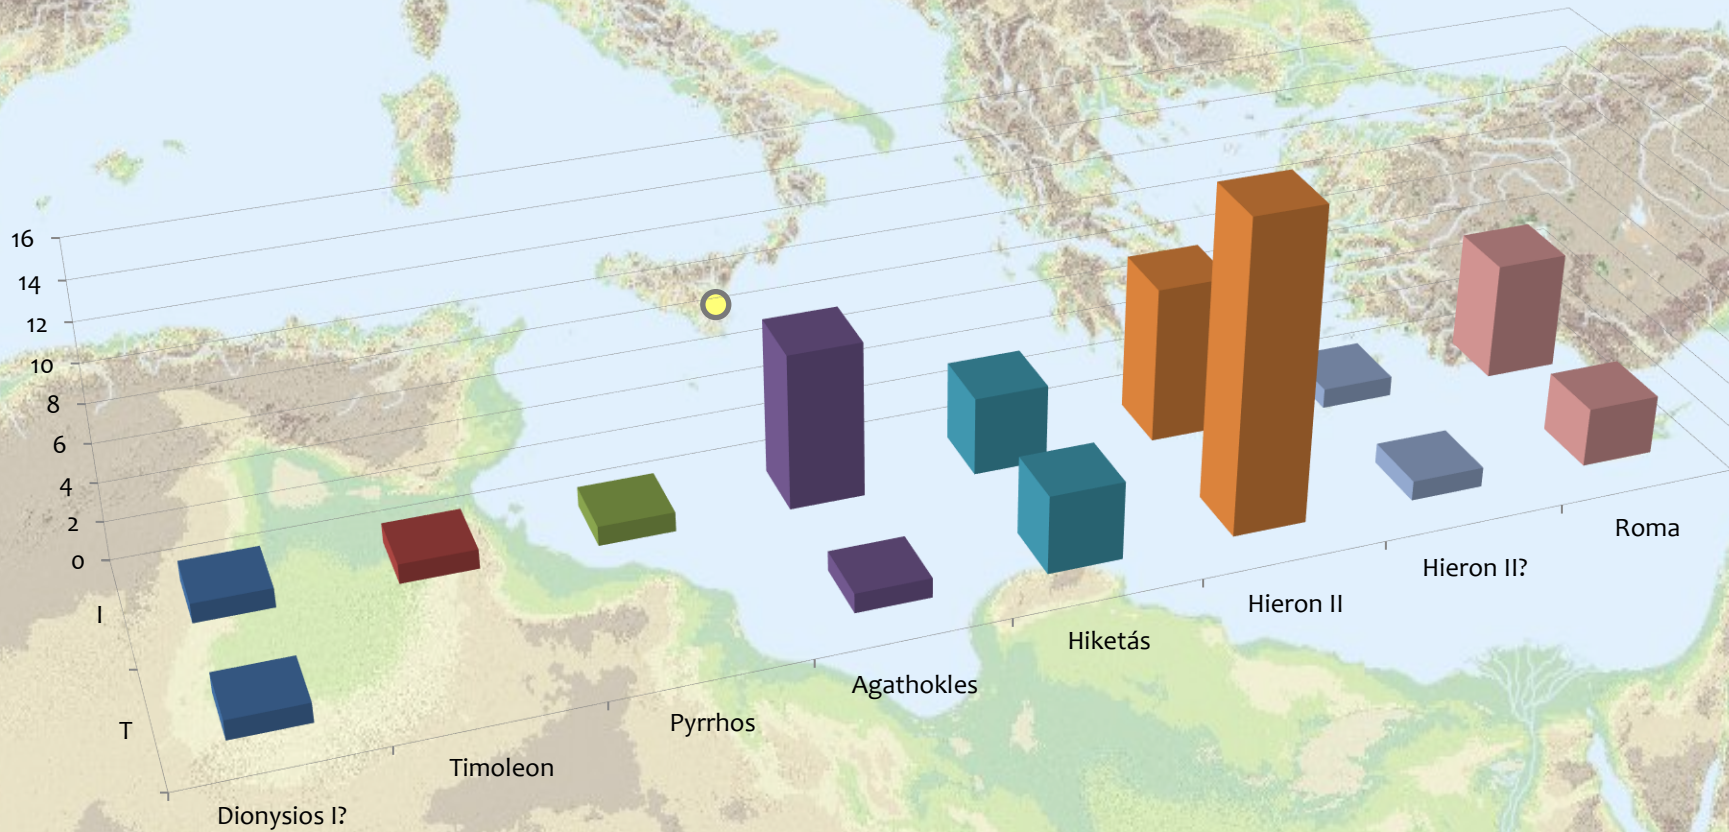 16
14
12
10
8
6
4
2
0
I
T
Dionysios I?
Timoleon
Pyrrhos
Agathokles
Hiketás
Hieron II
Hieron II?
Roma